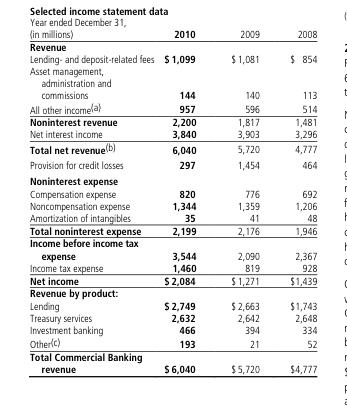 Selected income statement data
Year ended December 31,
(in millions) 2010 2009 2008
Revenue
Lending- and deposit-related fees $ 1,099 $ 1,081 $ 854
Asset management,
administration and
commissions 144 140 113
All other income(a) 957 596 514
Noninterest revenue 2,200 1,817 1,481
Net interest income 3,840 3,903 3,296
Total net revenue(b) 6,040 5,720 4,777
Provision for credit losses 297 1,454 464
Noninterest expense
Compensation expense 820 776 692
Noncompensation expense 1,344 1,359 1,206
Amortization of intangibles 35 41 48
Total noninterest expense 2,199 2,176 1,946
Income before income tax
expense 3,544 2,090 2,367
Income tax expense 1,460 819 928
Net income $ 2,084 $ 1,271 $1,439
Revenue by product:
Lending $ 2,749 $ 2,663 $1,743
Treasury services 2,632 2,642 2,648
Investment banking 466 394 334
Other(c) 193 21 52
Total Commercial Banking
revenue $ 6,040 $ 5,720 $4,777